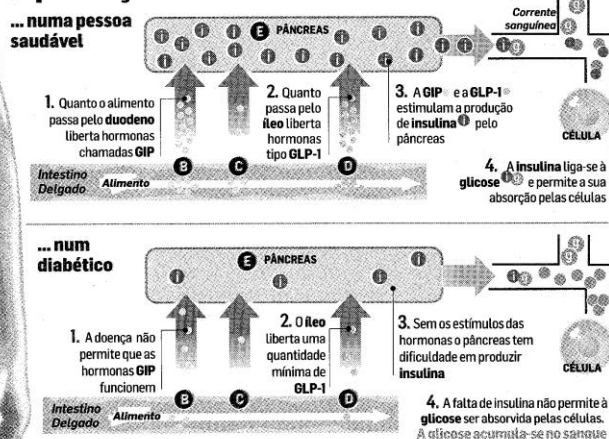 ... numa pessoa
saudável
E PÂNCREAS
Corrente
sanguínea
1. Quanto o alimento
passa pelo duodeno
liberta hormonas
chamadas GIP
2. Quanto
passa pelo
íleo liberta
hormonas
tipo GLP-1
3. A GIP e a GLP-1
estimulam a produção
de insulina i pelo
pâncreas
CÉLULA
4. A insulina liga-se à
glicose i g e permite a sua
absorção pelas células
B C D
Intestino
Delgado
Alimento
... num
diabético
E PÂNCREAS
1. A doença não
permite que as
hormonas GIP
funcionem
2. O íleo
liberta uma
quantidade
mínima de
GLP-1
3. Sem os estímulos das
hormonas o pâncreas tem
dificuldade em produzir
insulina
CÉLULA
4. A falta de insulina não permite à
glicose ser absorvida pelas células.
A glicose acumula-se no sangue
B C D
Intestino
Delgado
Alimento